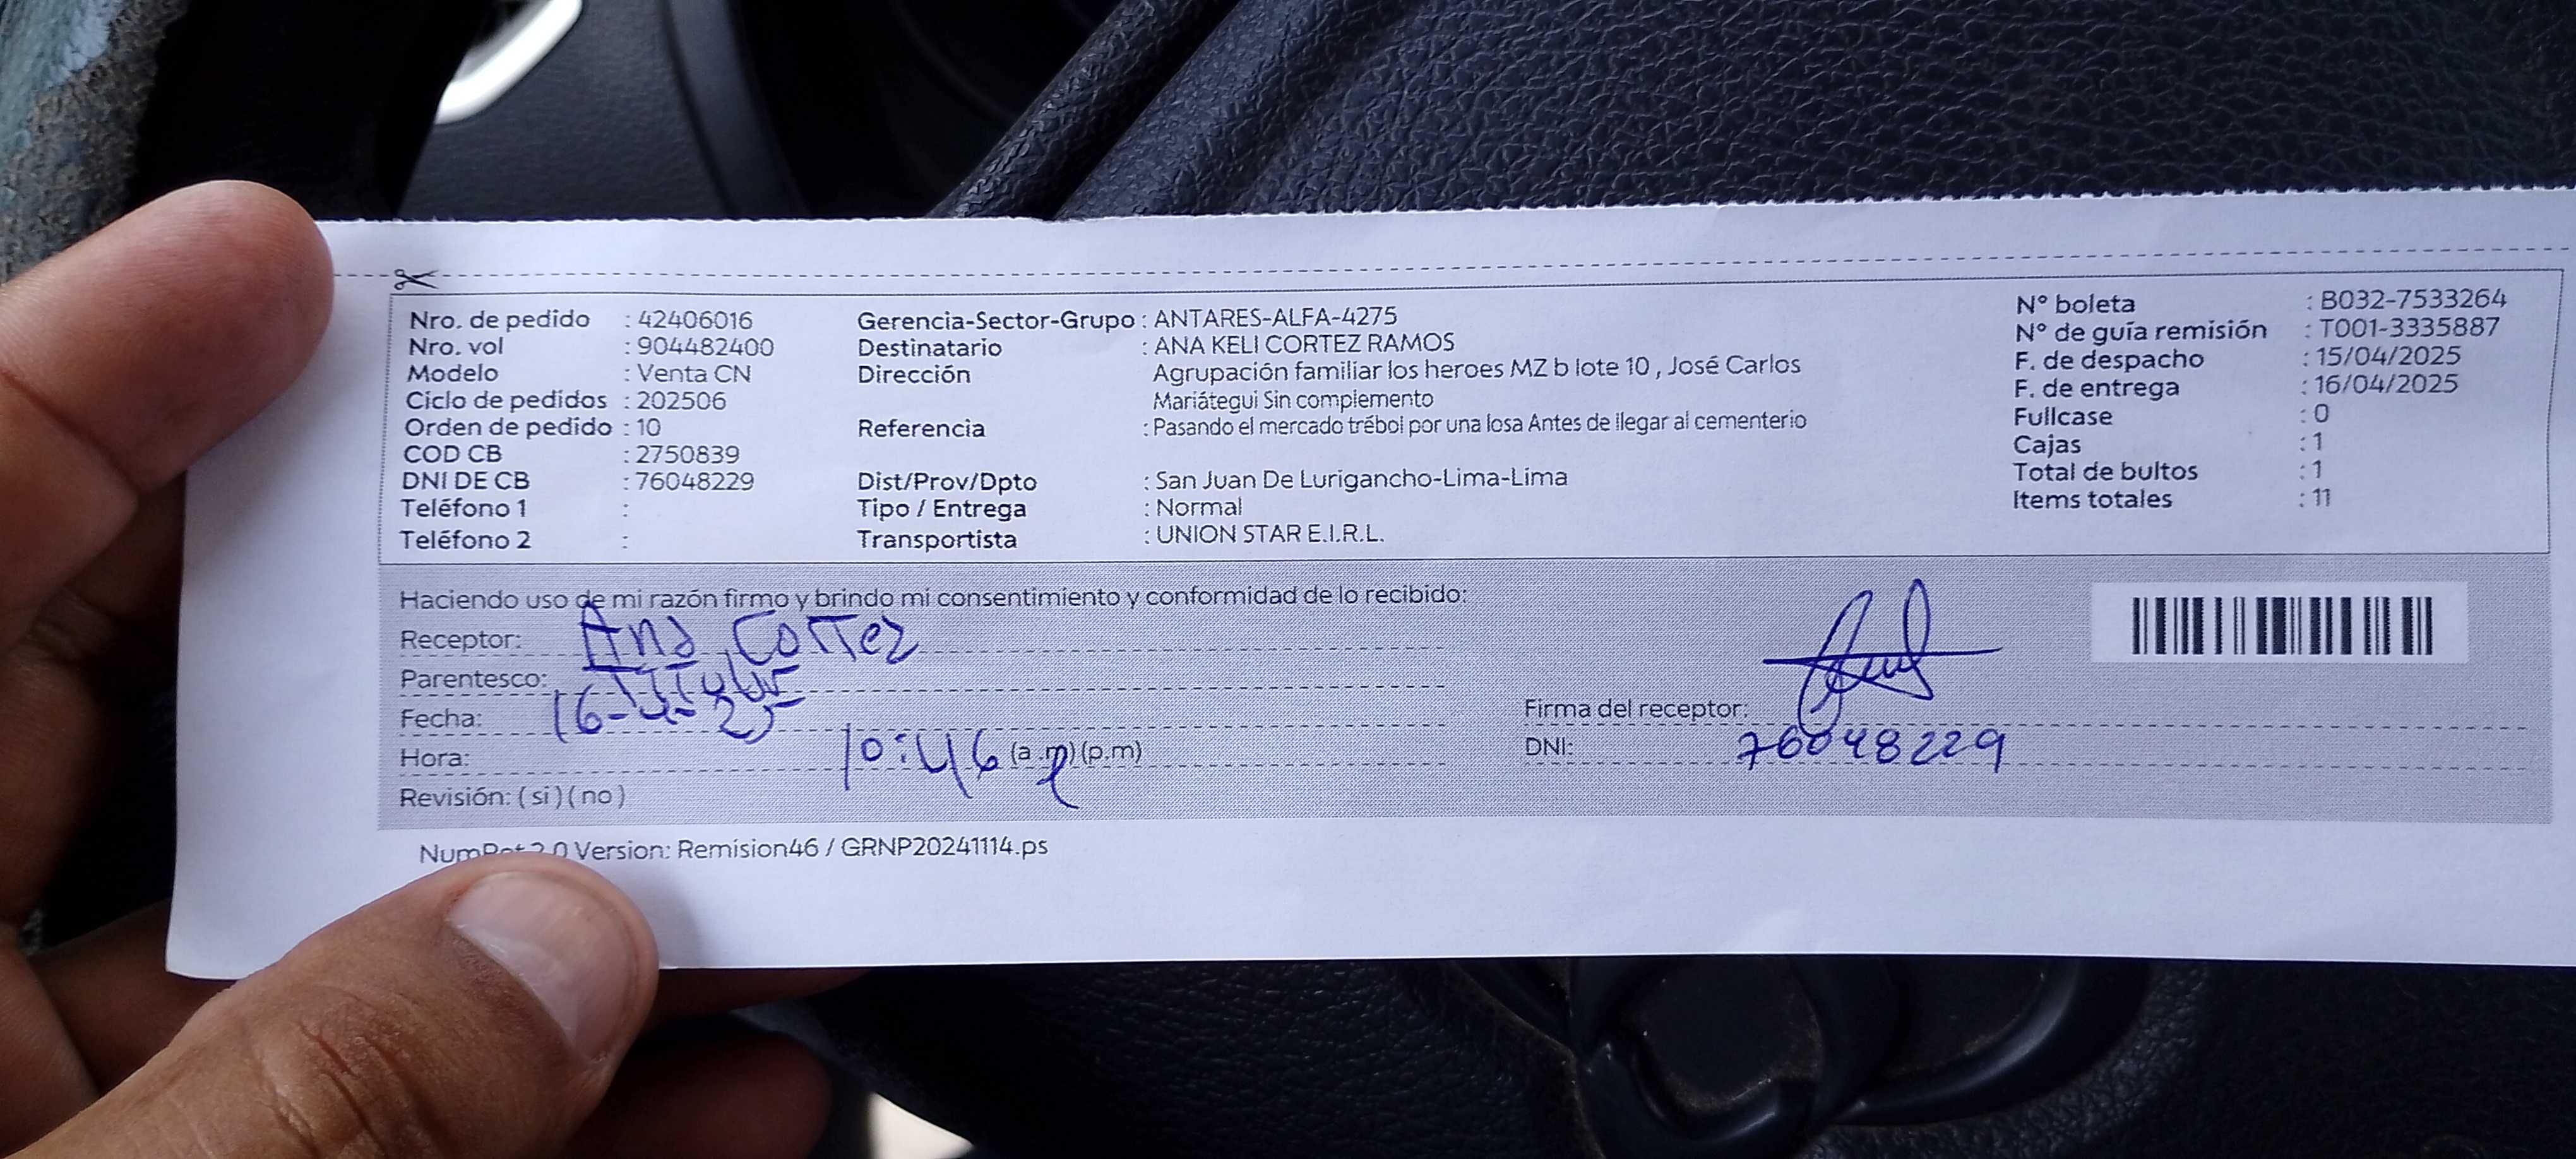 Nro. de pedido : 42406016
Nro. vol : 904482400
Modelo : Venta CN
Ciclo de pedidos : 202506
Orden de pedido : 10
COD CB : 2750839
DNI DE CB : 76048229
Teléfono 1 :
Teléfono 2 :
Gerencia-Sector-Grupo : ANTARES-ALFA-4275
Destinatario : ANA KELI CORTEZ RAMOS
Dirección Agrupación familiar los heroes MZ b lote 10 , José Carlos
Mariátegui Sin complemento
Referencia : Pasando el mercado trébol por una losa Antes de llegar al cementerio
Dist/Prov/Dpto : San Juan De Lurigancho-Lima-Lima
Tipo / Entrega : Normal
Transportista : UNION STAR E.I.R.L.
N° boleta : B032-7533264
N° de guía remisión : T001-3335887
F. de despacho : 15/04/2025
F. de entrega : 16/04/2025
Fullcase : 0
Cajas : 1
Total de bultos : 1
Items totales : 11
Haciendo uso de mi razón firmo y brindo mi consentimiento y conformidad de lo recibido:
Receptor: Ana Cortez
Parentesco: Titular
Fecha: 16-4-25
Hora: 10:46 (a.m) (p.m)
Revisión: (si) (no)
Firma del receptor:
DNI: 76048229
2.0 Version: Remision46 / GRNP20241114.ps